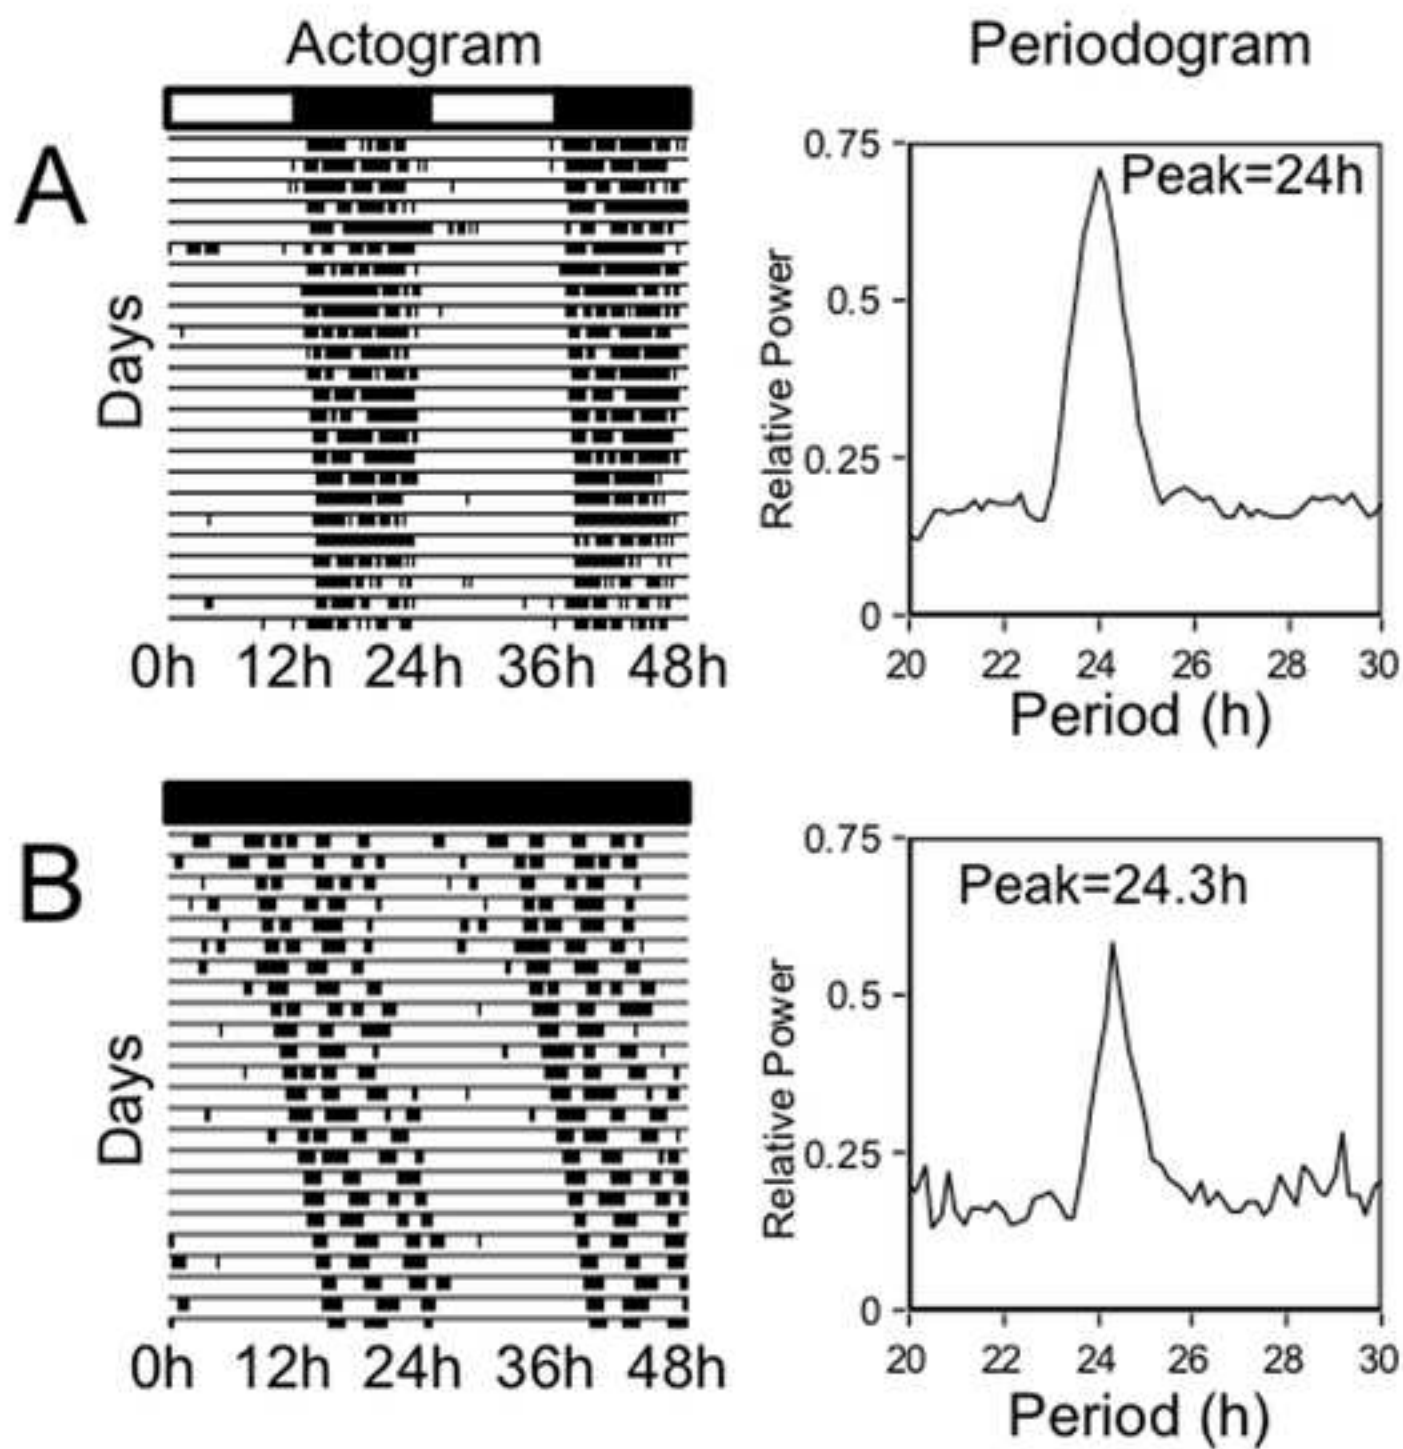 Actogram
Periodogram
A
Days
0h 12h 24h 36h 48h
0.75
0.5
0.25
0
Relative Power
Peak=24h
20 22 24 26 28 30
Period (h)
B
Days
0h 12h 24h 36h 48h
0.75
0.5
0.25
0
Relative Power
Peak=24.3h
20 22 24 26 28 30
Period (h)